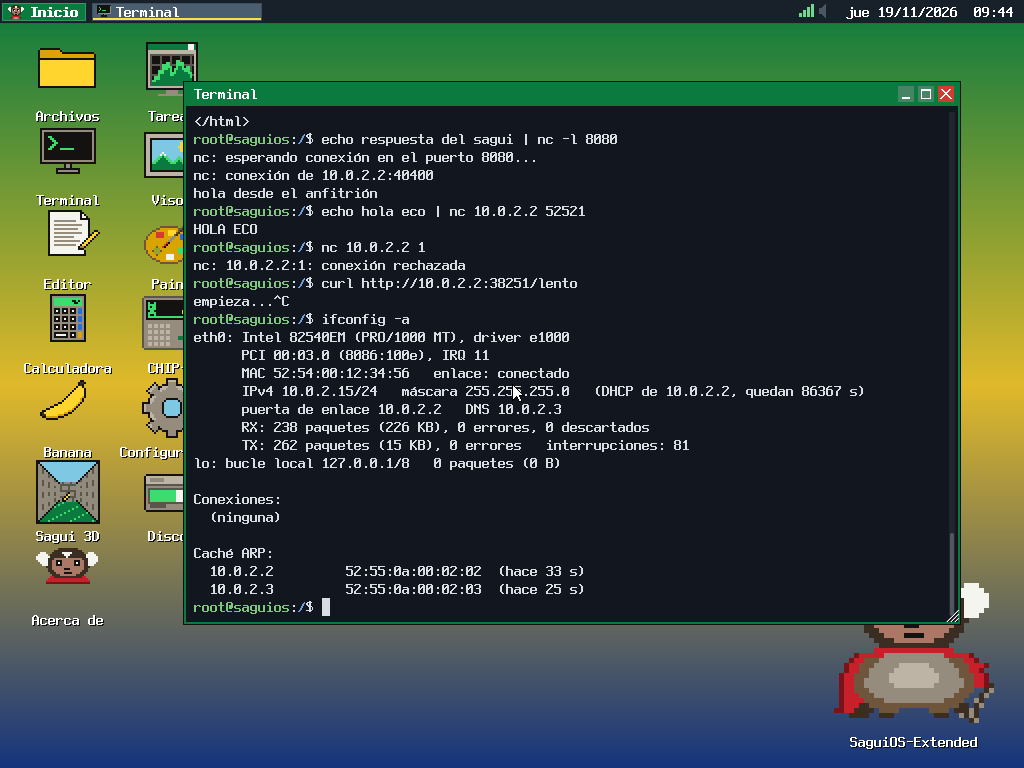 Inicio
Terminal
jue 19/11/2026 09:44
Archivos
Terminal
Editor
Calculadora
CHIP-
Banana
Configur
Sagui 3D
Disco
Acerca de
Terminal
</html>
root@saguios:/$ echo respuesta del sagui | nc -l 8080
nc: esperando conexión en el puerto 8080...
nc: conexión de 10.0.2.2:40400
hola desde el anfitrión
root@saguios:/$ echo hola eco | nc 10.0.2.2 52521
HOLA ECO
root@saguios:/$ nc 10.0.2.2 1
nc: 10.0.2.2:1: conexión rechazada
root@saguios:/$ curl http://10.0.2.2:38251/lento
empieza...^C
root@saguios:/$ ifconfig -a
eth0: Intel 82540EM (PRO/1000 MT), driver e1000
PCI 00:03.0 (8086:100e), IRQ 11
MAC 52:54:00:12:34:56 enlace: conectado
IPv4 10.0.2.15/24 máscara 255.255.255.0 (DHCP de 10.0.2.2, quedan 86367 s)
puerta de enlace 10.0.2.2 DNS 10.0.2.3
RX: 238 paquetes (226 KB), 0 errores, 0 descartados
TX: 262 paquetes (15 KB), 0 errores interrupciones: 81
lo: bucle local 127.0.0.1/8 0 paquetes (0 B)
Conexiones:
(ninguna)
Caché ARP:
10.0.2.2 52:55:0a:00:02:02 (hace 33 s)
10.0.2.3 52:55:0a:00:02:03 (hace 25 s)
root@saguios:/$
SaguiOS-Extended